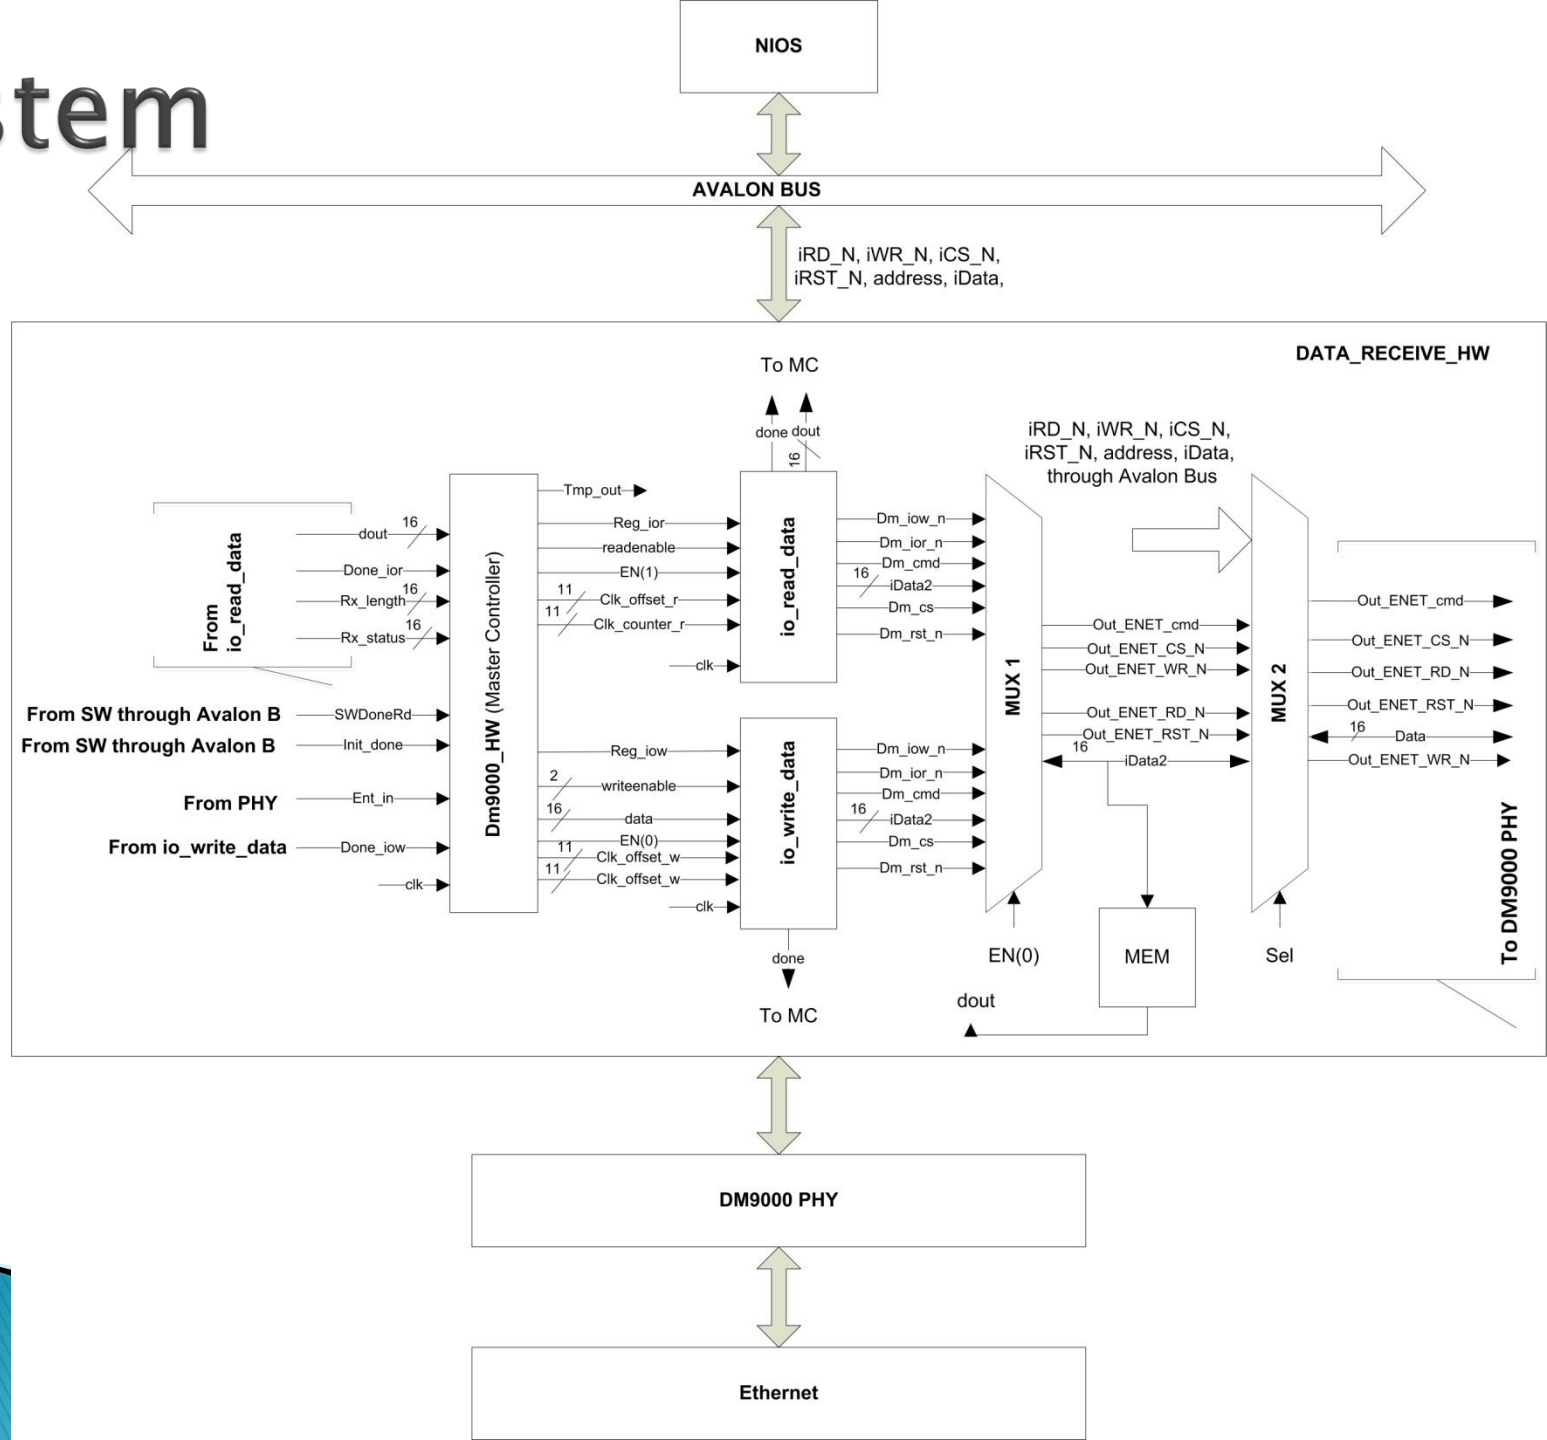 stem
NIOS
AVALON BUS
iRD_N, iWR_N, iCS_N,
iRST_N, address, iData,
DATA_RECEIVE_HW
To MC
done
dout
16
From
io_read_data
dout
16
Done_ior
Rx_length
16
Rx_status
16
From SW through Avalon B
SWDoneRd
From SW through Avalon B
Init_done
From PHY
Ent_in
From io_write_data
Done_iow
clk
Dm9000_HW (Master Controller)
Tmp_out
Reg_ior
readenable
EN(1)
11
Clk_offset_r
11
Clk_counter_r
clk
io_read_data
Reg_iow
2
writeenable
16
data
EN(0)
11
Clk_offset_w
11
Clk_offset_w
clk
io_write_data
done
To MC
Dm_iow_n
Dm_ior_n
Dm_cmd
16
iData2
Dm_cs
Dm_rst_n
Dm_iow_n
Dm_ior_n
Dm_cmd
16
iData2
Dm_cs
Dm_rst_n
MUX 1
EN(0)
iRD_N, iWR_N, iCS_N,
iRST_N, address, iData,
through Avalon Bus
Out_ENET_cmd
Out_ENET_CS_N
Out_ENET_WR_N
Out_ENET_RD_N
Out_ENET_RST_N
16
iData2
MEM
dout
MUX 2
Sel
Out_ENET_cmd
Out_ENET_CS_N
Out_ENET_RD_N
Out_ENET_RST_N
16
Data
Out_ENET_WR_N
To DM9000 PHY
DM9000 PHY
Ethernet